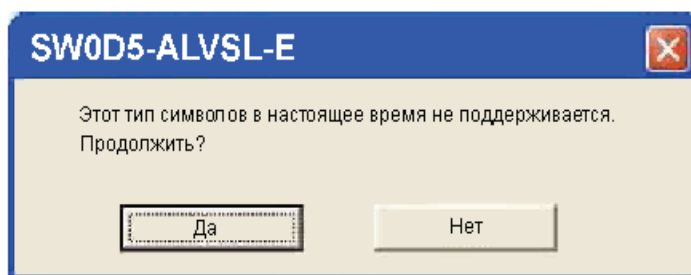 SW0D5-ALVSL-E
Этот тип символов в настоящее время не поддерживается.
Продолжить?
Да
Нет